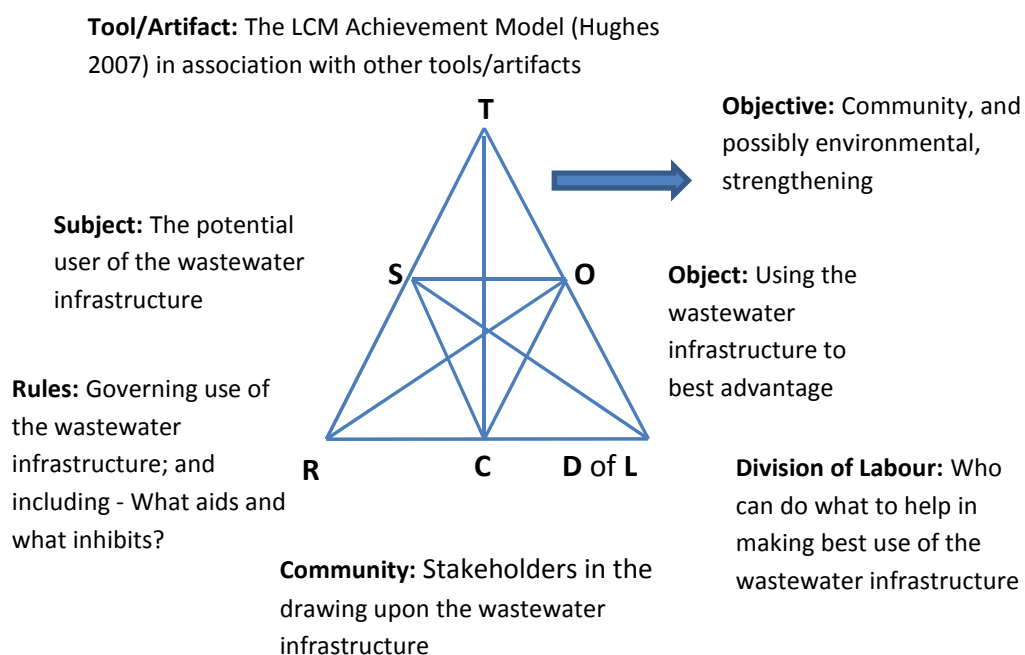 Tool/Artifact: The LCM Achievement Model (Hughes
2007) in association with other tools/artifacts
T
Objective: Community, and
possibly environmental,
strengthening
Subject: The potential
user of the wastewater
infrastructure
S
O
Object: Using the
wastewater
infrastructure to
best advantage
Rules: Governing use of
the wastewater
infrastructure; and
including - What aids and
what inhibits?
R
C
D of L
Division of Labour: Who
can do what to help in
making best use of the
wastewater infrastructure
Community: Stakeholders in the
drawing upon the wastewater
infrastructure